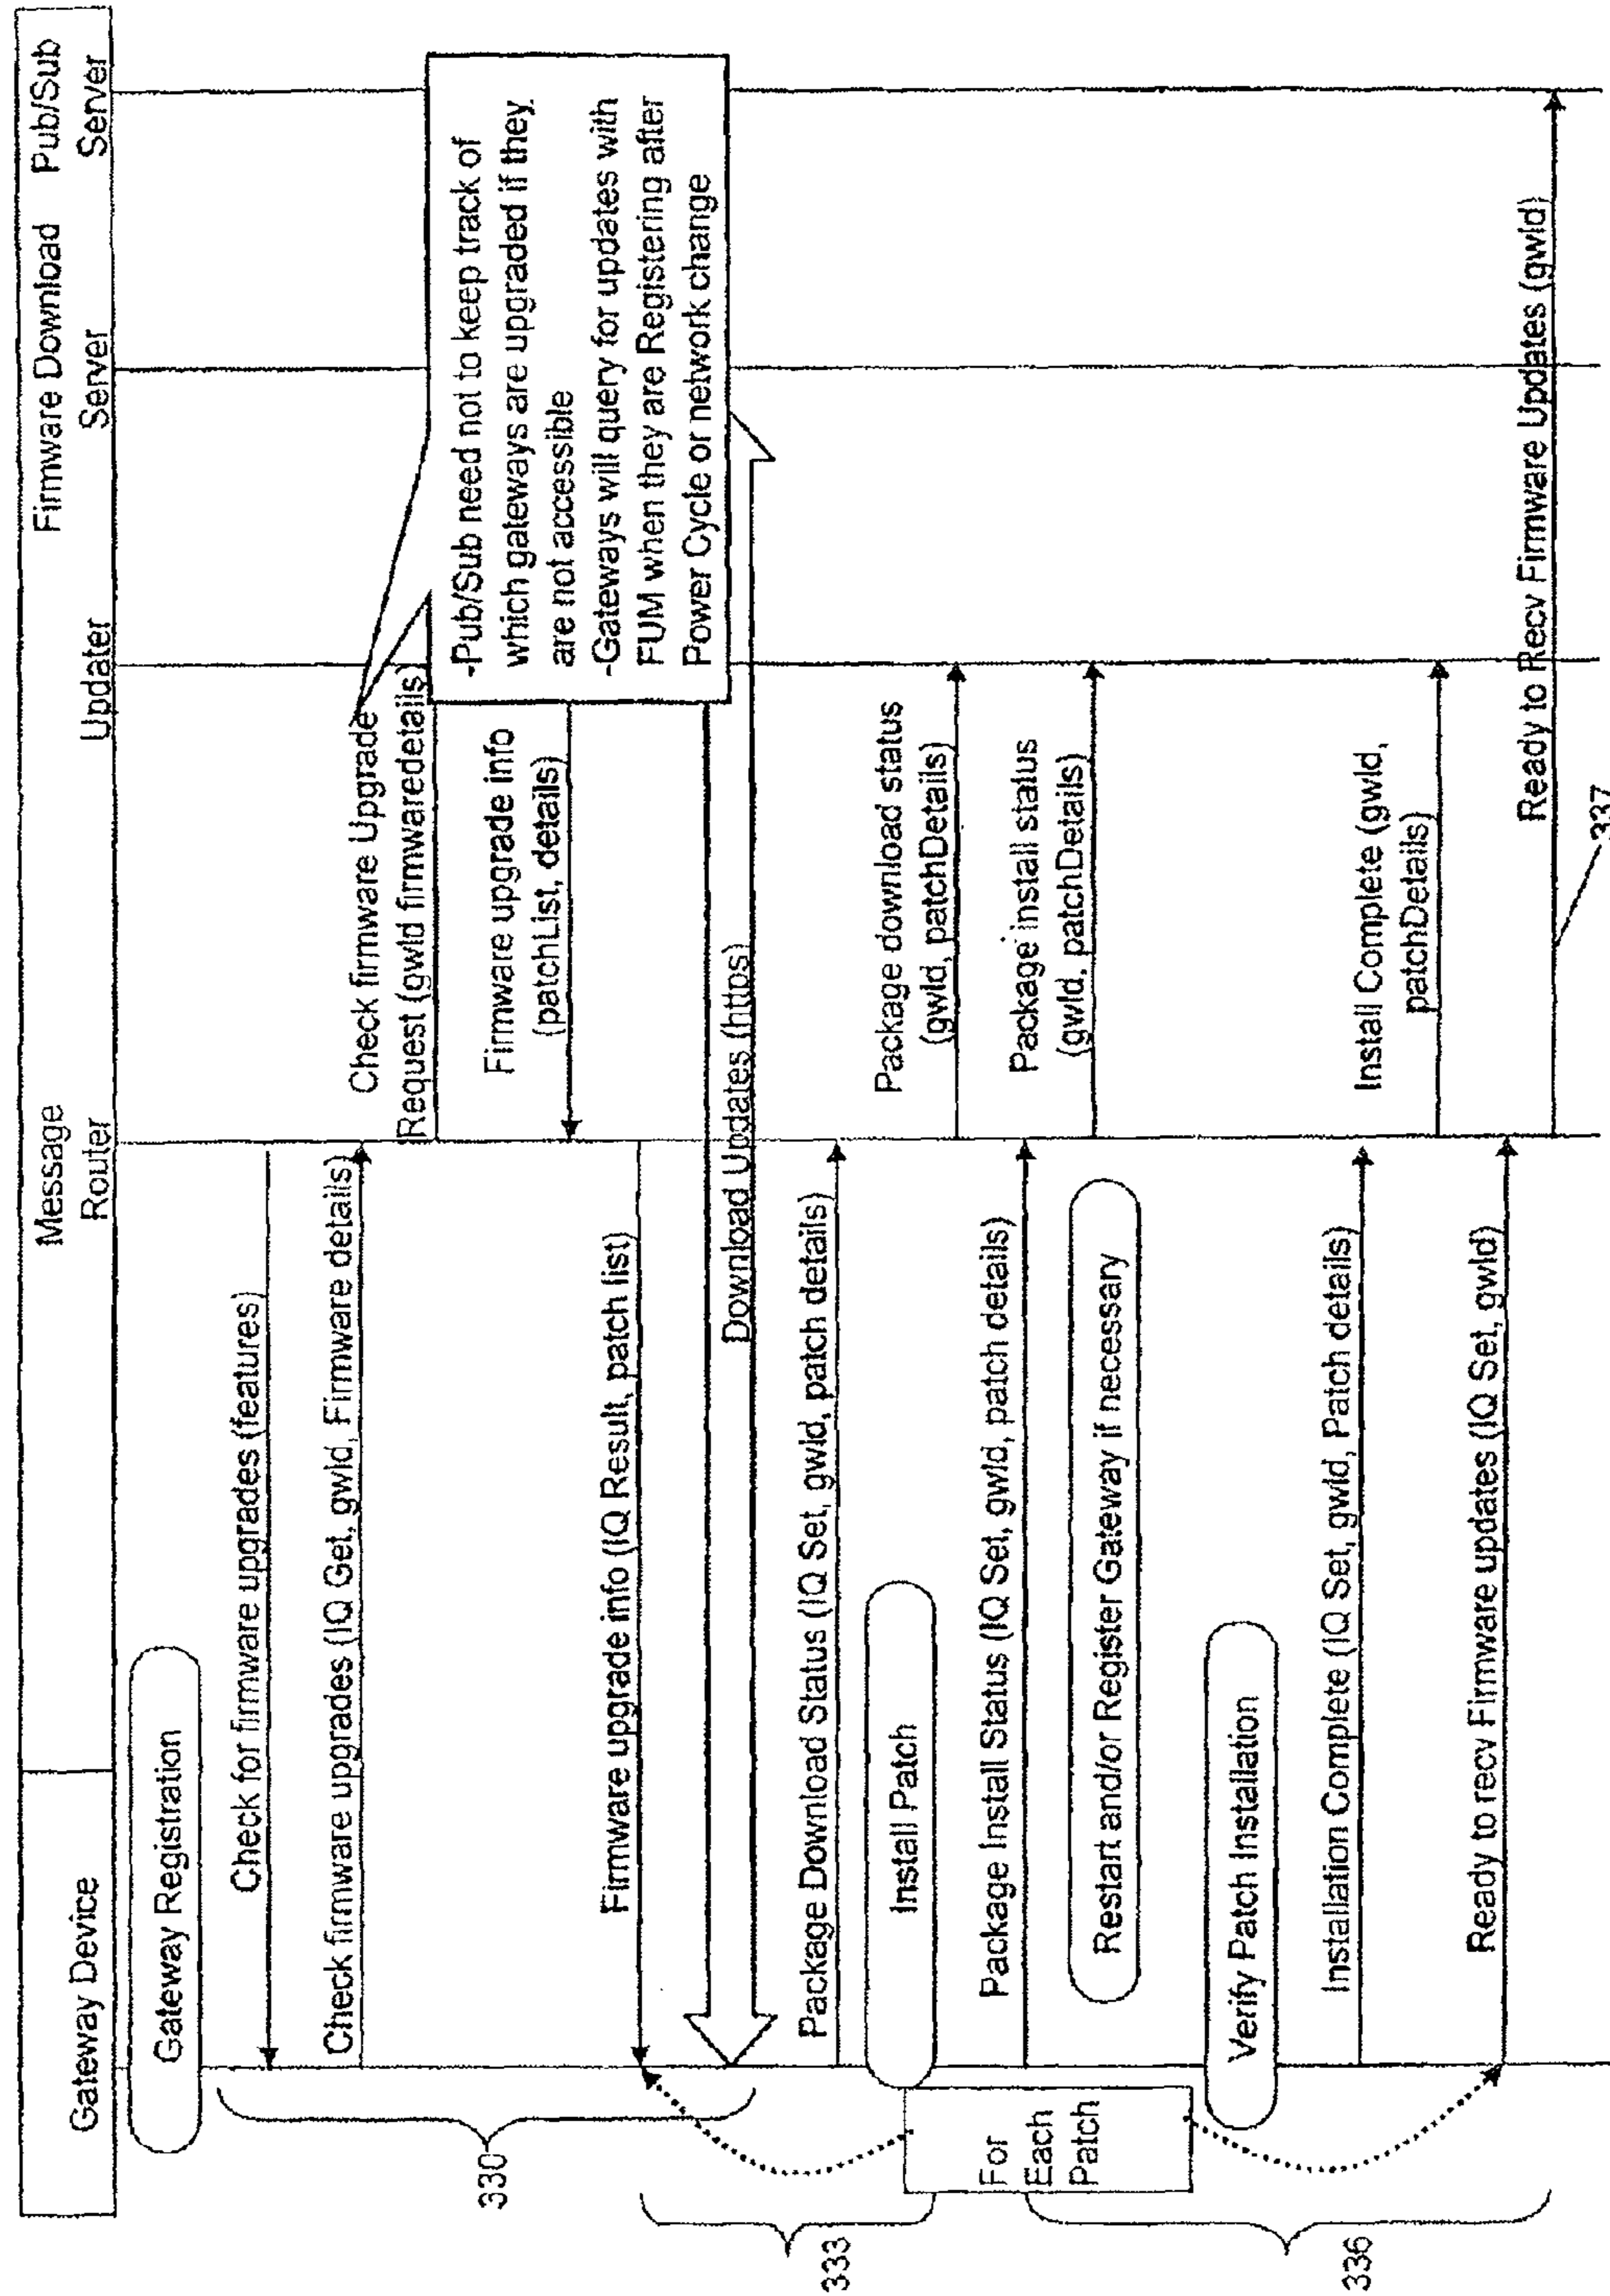 Gateway Device
Message
Router
Updater
Firmware Download
Server
Pub/Sub
Server
Gateway Registration
Check for firmware upgrades (features)
Check firmware upgrades (IQ Get, gwId, Firmware details)
Check firmware Upgrade
Request (gwId firmwaredetails)
-Pub/Sub need not to keep track of
which gateways are upgraded if they
are not accessible
-Gateways will query for updates with
FUM when they are Registering after
Power Cycle or network change
Firmware upgrade info
(patchList, details)
Firmware upgrade info (IQ Result, patch list)
Download Updates (https)
330
Package Download Status (IQ Set, gwId, patch details)
Package download status
(gwId, patchDetails)
Install Patch
333
For
Each
Patch
Package Install Status (IQ Set, gwId, patch details)
Package install status
(gwId, patchDetails)
Restart and/or Register Gateway if necessary
Verify Patch Installation
Installation Complete (IQ Set, gwId, Patch details)
Install Complete (gwId,
patchDetails)
336
Ready to recv Firmware updates (IQ Set, gwId)
Ready to Recv Firmware Updates (gwId)
337